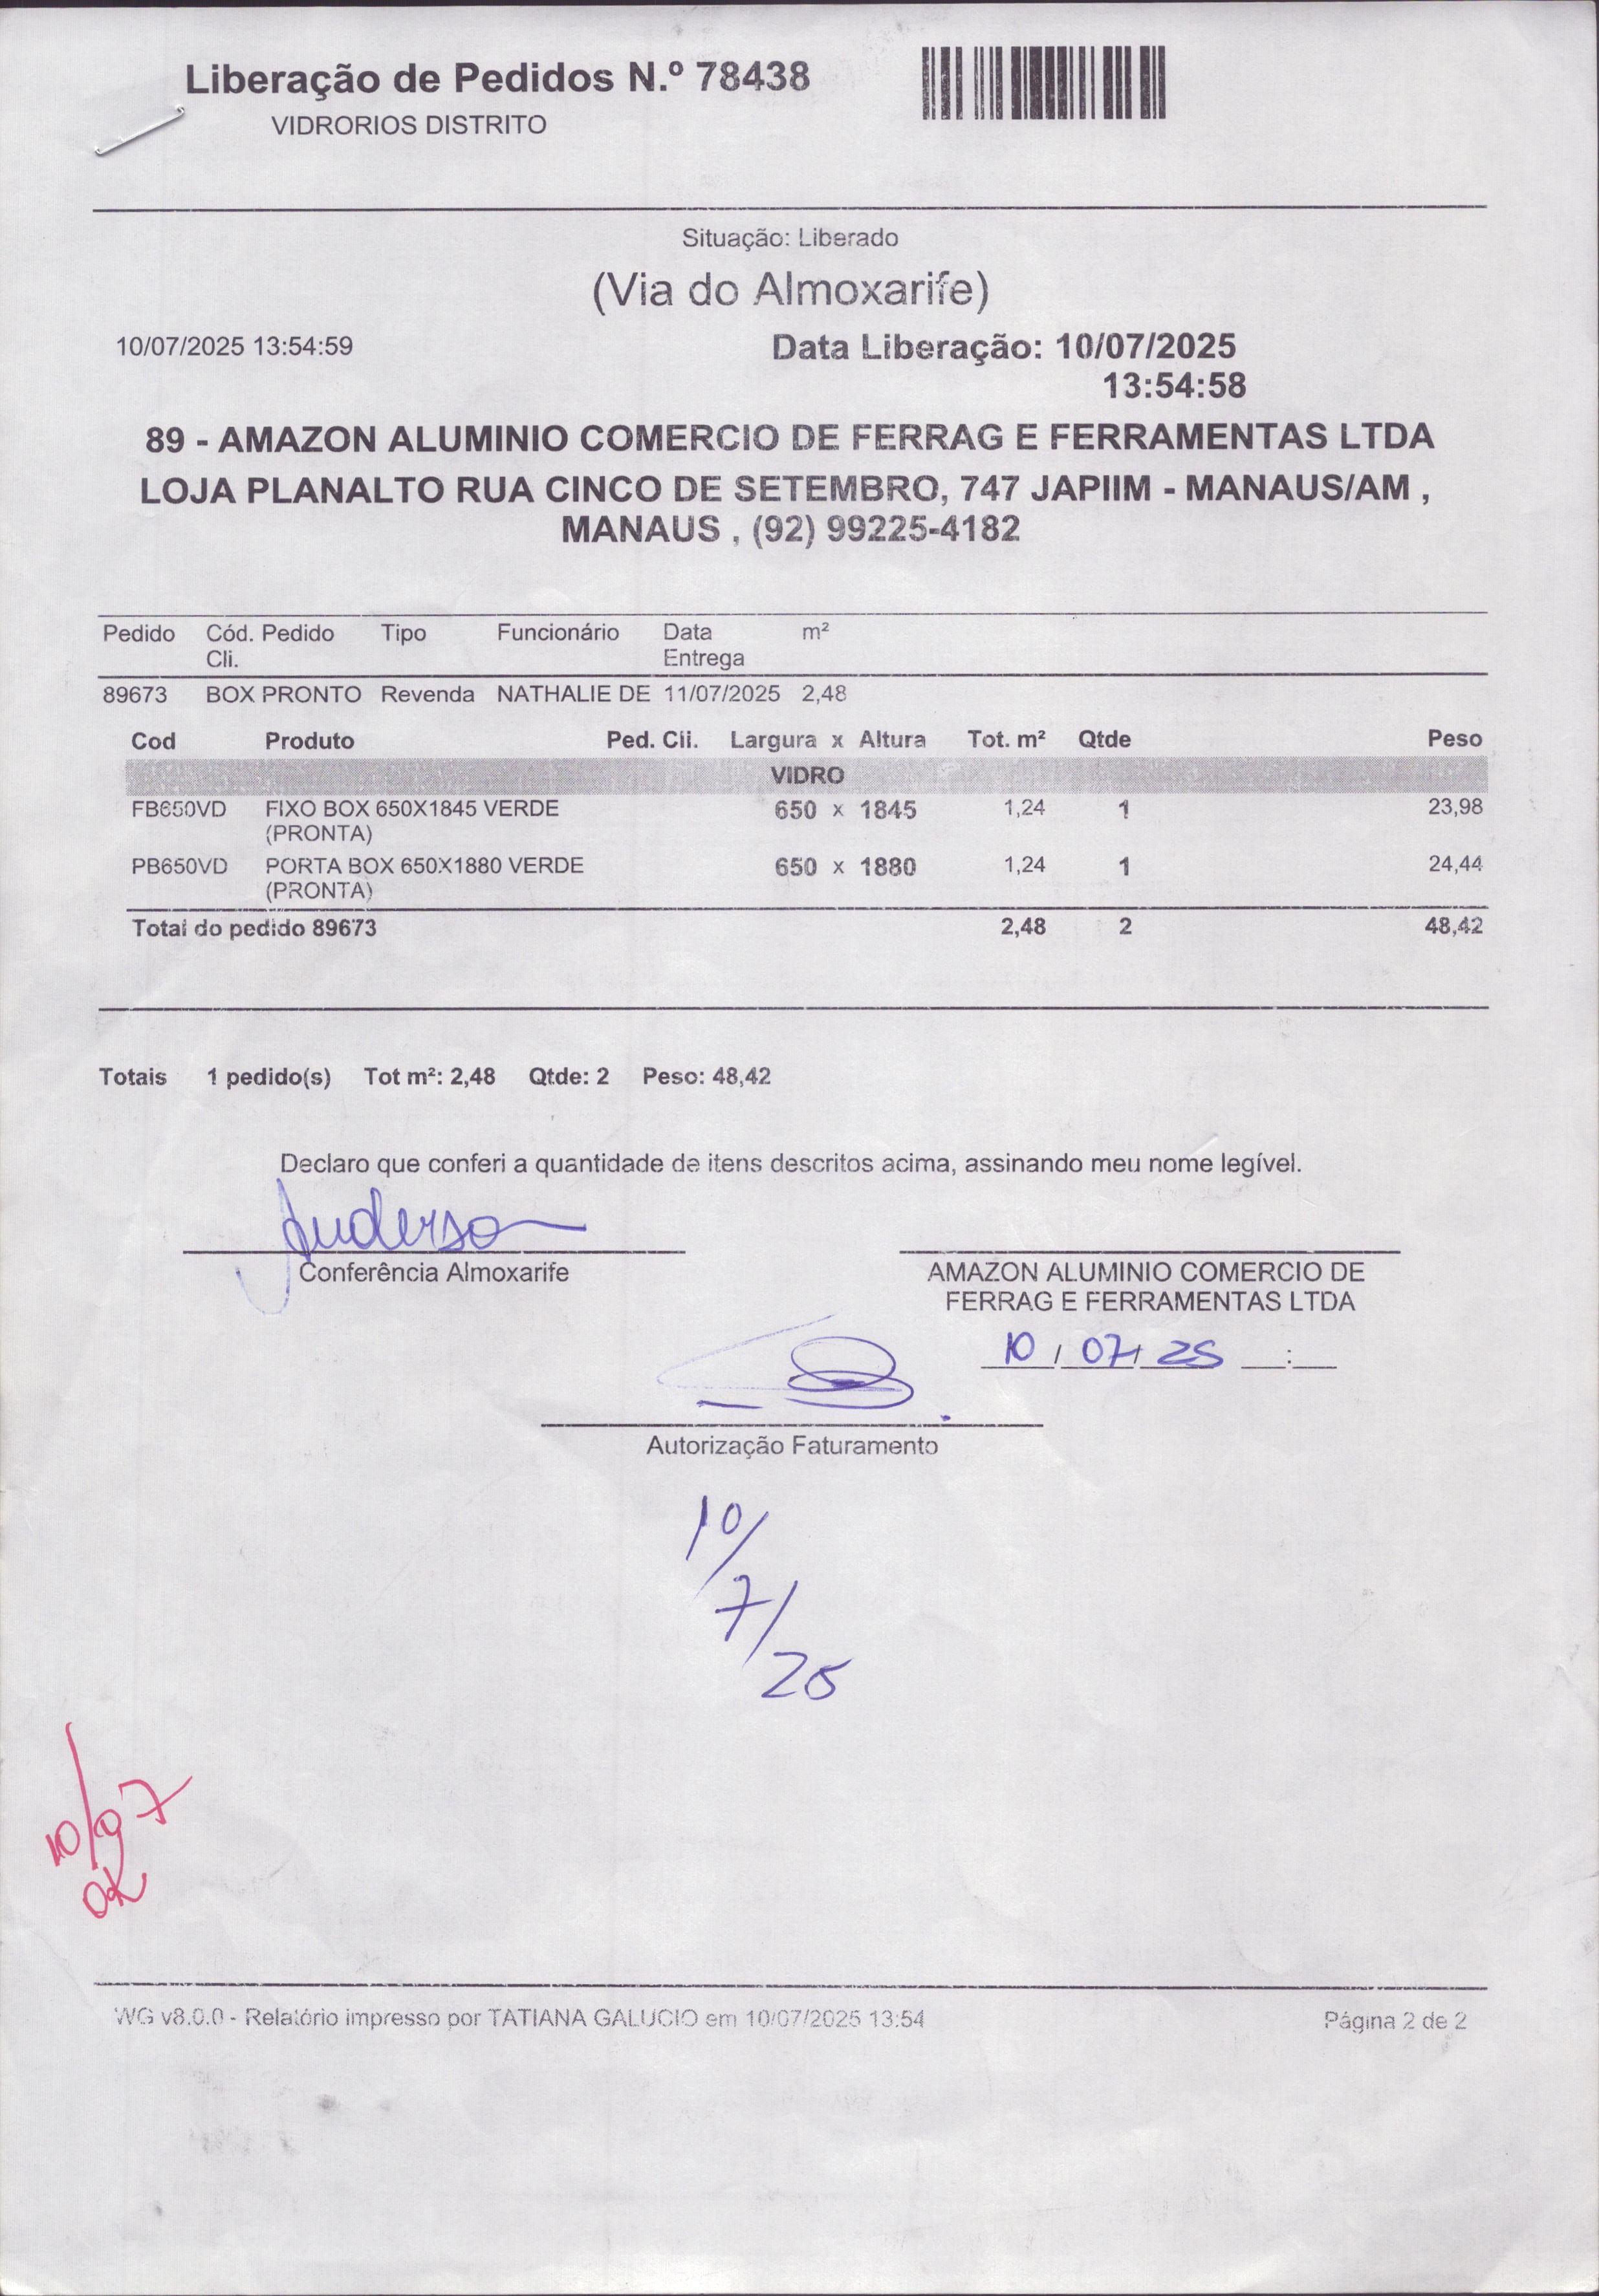 Liberação de Pedidos N.º 78438
VIDRORIOS DISTRITO
Situação: Liberado
(Via do Almoxarife)
10/07/2025 13:54:59 Data Liberação: 10/07/2025
13:54:58
89 - AMAZON ALUMINIO COMERCIO DE FERRAG E FERRAMENTAS LTDA
LOJA PLANALTO RUA CINCO DE SETEMBRO, 747 JAPIIM - MANAUS/AM ,
MANAUS , (92) 99225-4182
Pedido Cód. Pedido Tipo Funcionário Data m²
Cli. Entrega
89673 BOX PRONTO Revenda NATHALIE DE 11/07/2025 2,48
Cod Produto Ped. Cli. Largura x Altura Tot. m² Qtde Peso
VIDRO
FB650VD FIXO BOX 650X1845 VERDE 650 x 1845 1,24 1 23,98
(PRONTA)
PB650VD PORTA BOX 650X1880 VERDE 650 x 1880 1,24 1 24,44
(PRONTA)
Total do pedido 89673 2,48 2 48,42
Totais 1 pedido(s) Tot m²: 2,48 Qtde: 2 Peso: 48,42
Declaro que conferi a quantidade de itens descritos acima, assinando meu nome legível.
Anderson
Conferência Almoxarife AMAZON ALUMINIO COMERCIO DE
FERRAG E FERRAMENTAS LTDA
10 / 07 / 25 __:__
Autorização Faturamento
10/
7/
25
10/07
OK
WG v8.0.0 - Relatório impresso por TATIANA GALUCIO em 10/07/2025 13:54 Página 2 de 2